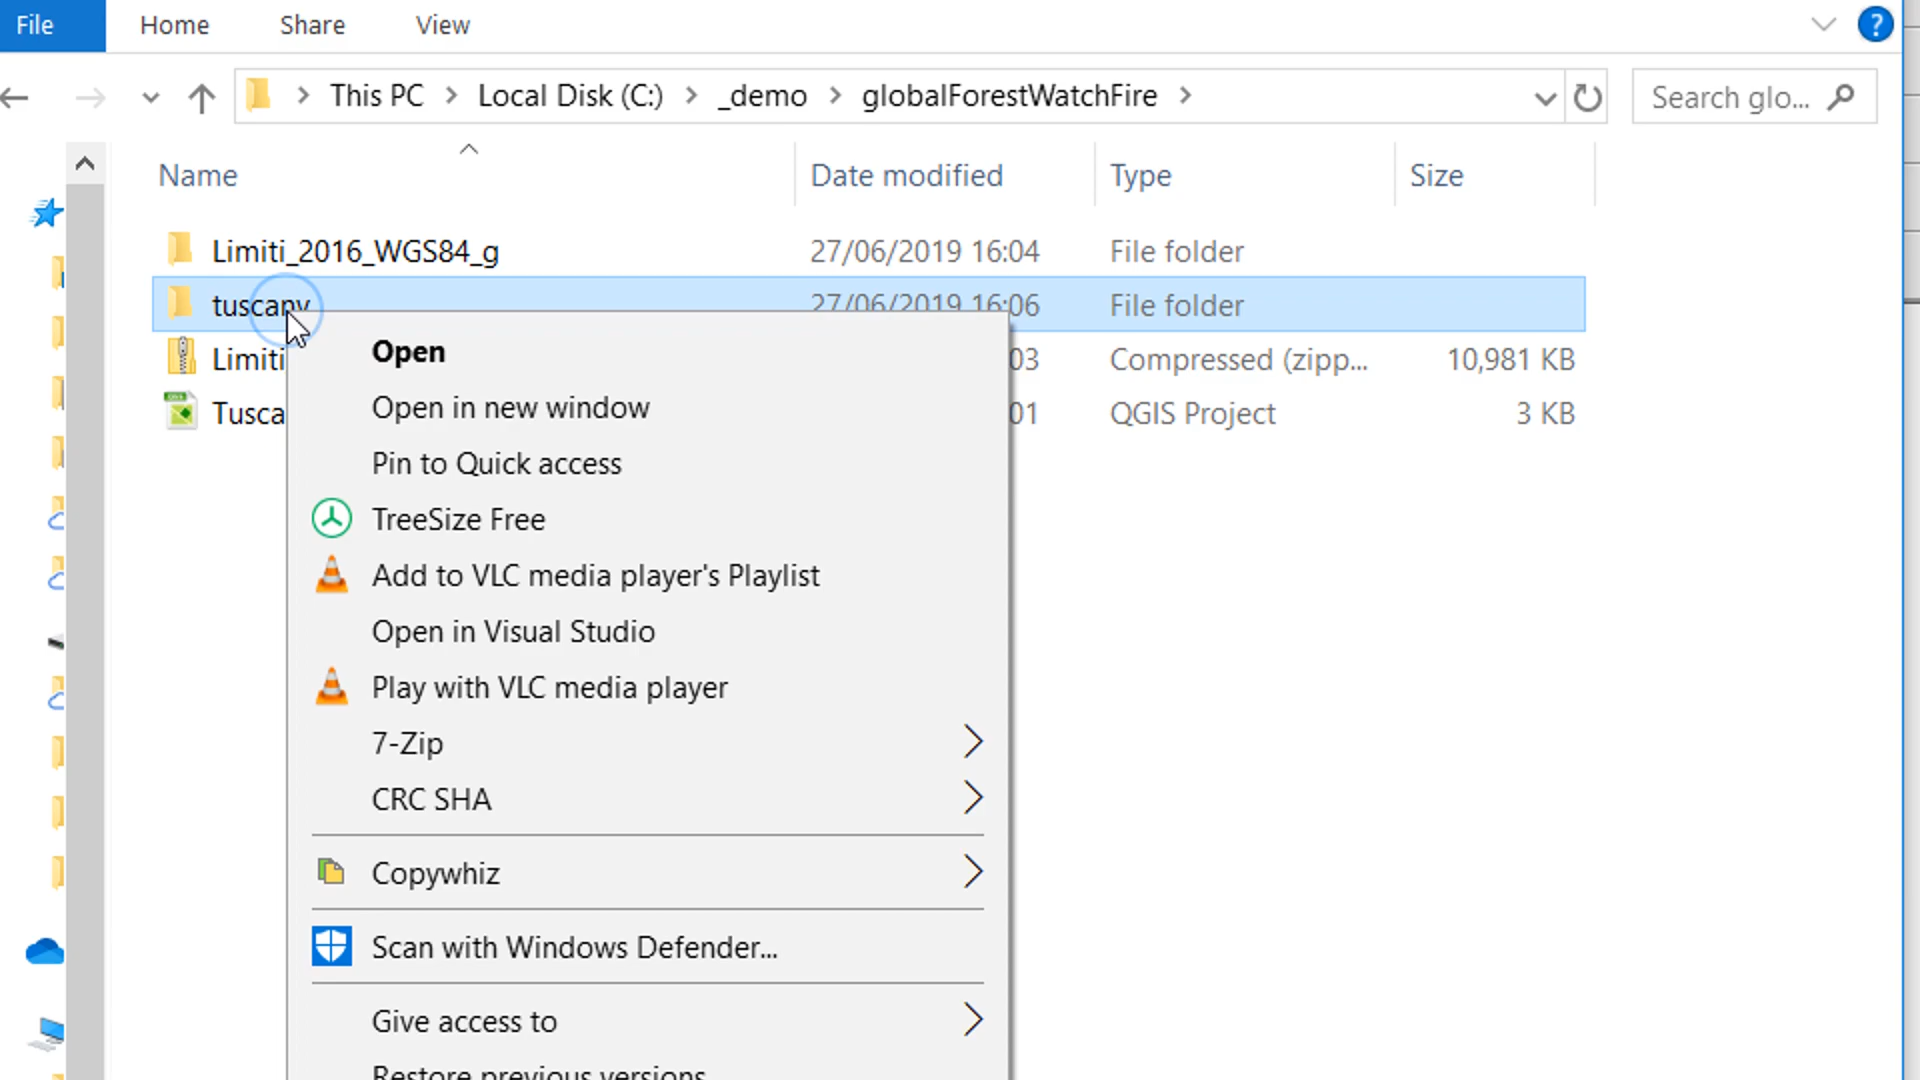 File Home Share View ?
This PC Local Disk (C:) _demo globalForestWatchFire Search glo...
Name Date modified Type Size
Limiti_2016_WGS84_g 27/06/2019 16:04 File folder
tuscany 27/06/2019 16:06 File folder
Limiti 03 Compressed (zipp... 10,981 KB
Tusca 01 QGIS Project 3 KB
Open
Open in new window
Pin to Quick access
TreeSize Free
Add to VLC media player's Playlist
Open in Visual Studio
Play with VLC media player
7-Zip
CRC SHA
Copywhiz
Scan with Windows Defender...
Give access to
Restore previous versions